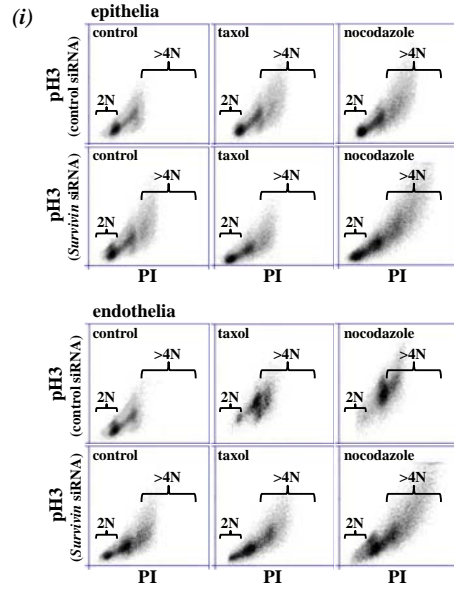 (i)
epithelia
control
taxol
nocodazole
pH3
(control siRNA)
2N
>4N
2N
>4N
2N
>4N
control
taxol
nocodazole
pH3
(Survivin siRNA)
2N
>4N
2N
>4N
2N
>4N
PI
PI
PI
endothelia
control
taxol
nocodazole
pH3
(control siRNA)
2N
>4N
2N
>4N
2N
>4N
control
taxol
nocodazole
pH3
(Survivin siRNA)
2N
>4N
2N
>4N
2N
>4N
PI
PI
PI